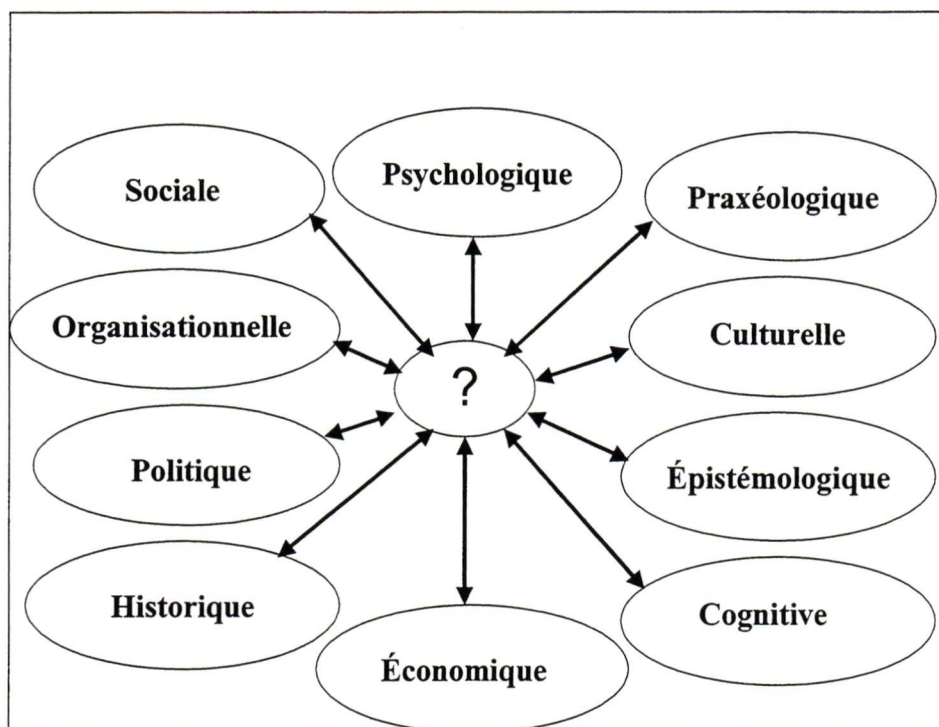 Psychologique
Sociale
Praxéologique
Organisationnelle
Culturelle
?
Politique
Épistémologique
Historique
Cognitive
Économique